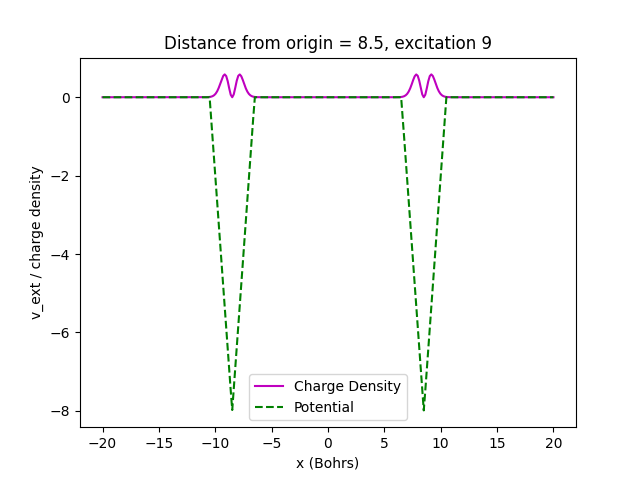 Distance from origin = 8.5, excitation 9
v_ext / charge density
0
−2
−4
−6
−8
Charge Density
Potential
−20 −15 −10 −5 0 5 10 15 20
x (Bohrs)